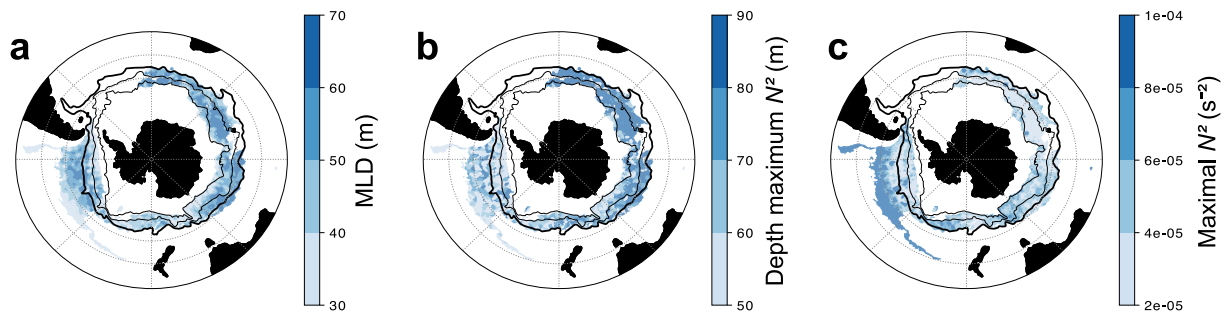 a
70
60
50
40
30
MLD (m)
b
90
80
70
60
50
Depth maximum N² (m)
c
1e-04
8e-05
6e-05
4e-05
2e-05
Maximal N² (s⁻²)